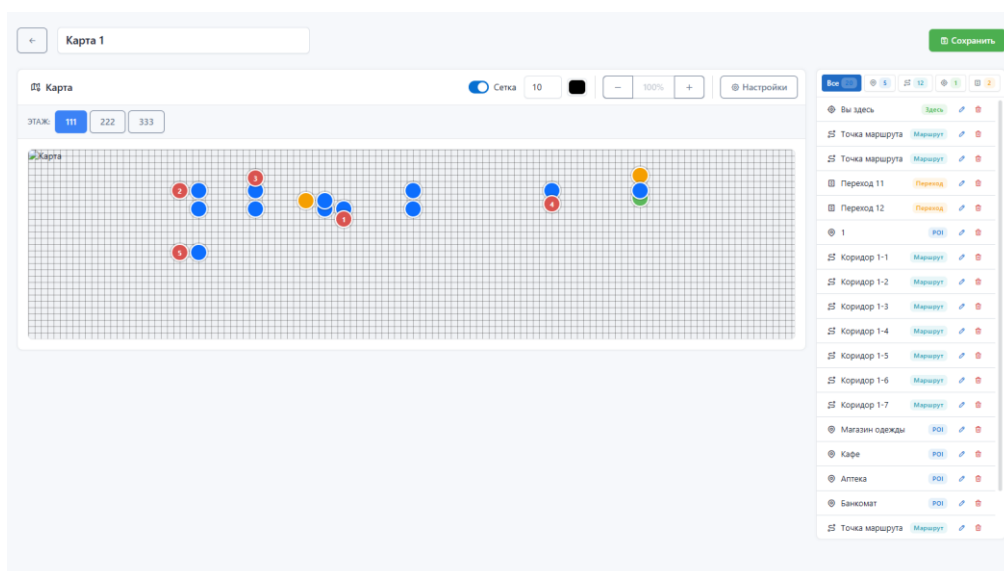 ←
Карта 1
Сохранить
Карта
Сетка 10 − 100% + Настройки
ЭТАЖ: 111 222 333
Карта
3
2
1
4
5
Все 5 12 1 2
Вы здесь Здесь
Точка маршрута Маршрут
Точка маршрута Маршрут
Переход 11 Переход
Переход 12 Переход
1 POI
Коридор 1-1 Маршрут
Коридор 1-2 Маршрут
Коридор 1-3 Маршрут
Коридор 1-4 Маршрут
Коридор 1-5 Маршрут
Коридор 1-6 Маршрут
Коридор 1-7 Маршрут
Магазин одежды POI
Кафе POI
Аптека POI
Банкомат POI
Точка маршрута Маршрут